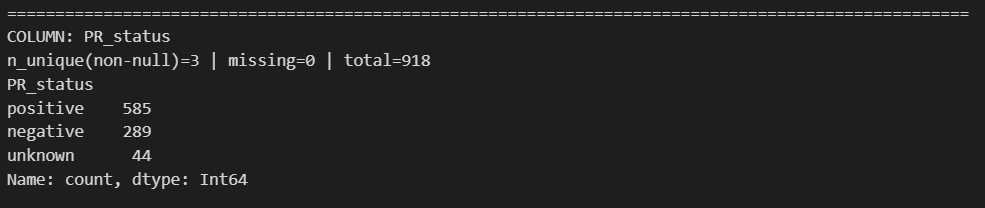 ====================================================================================================
COLUMN: PR_status
n_unique(non-null)=3 | missing=0 | total=918
PR_status
positive    585
negative    289
unknown      44
Name: count, dtype: Int64